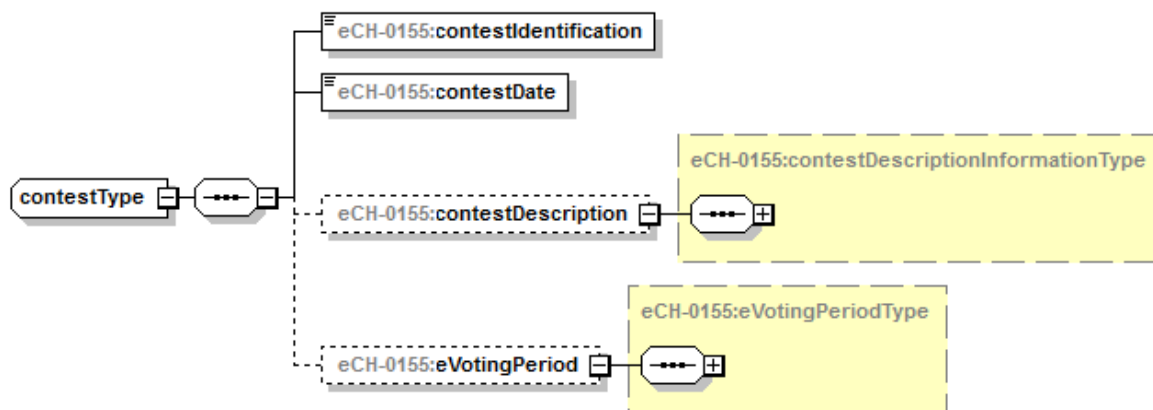 eCH-0155:contestIdentification
eCH-0155:contestDate
eCH-0155:contestDescriptionInformationType
contestType
eCH-0155:contestDescription
eCH-0155:eVotingPeriodType
eCH-0155:eVotingPeriod